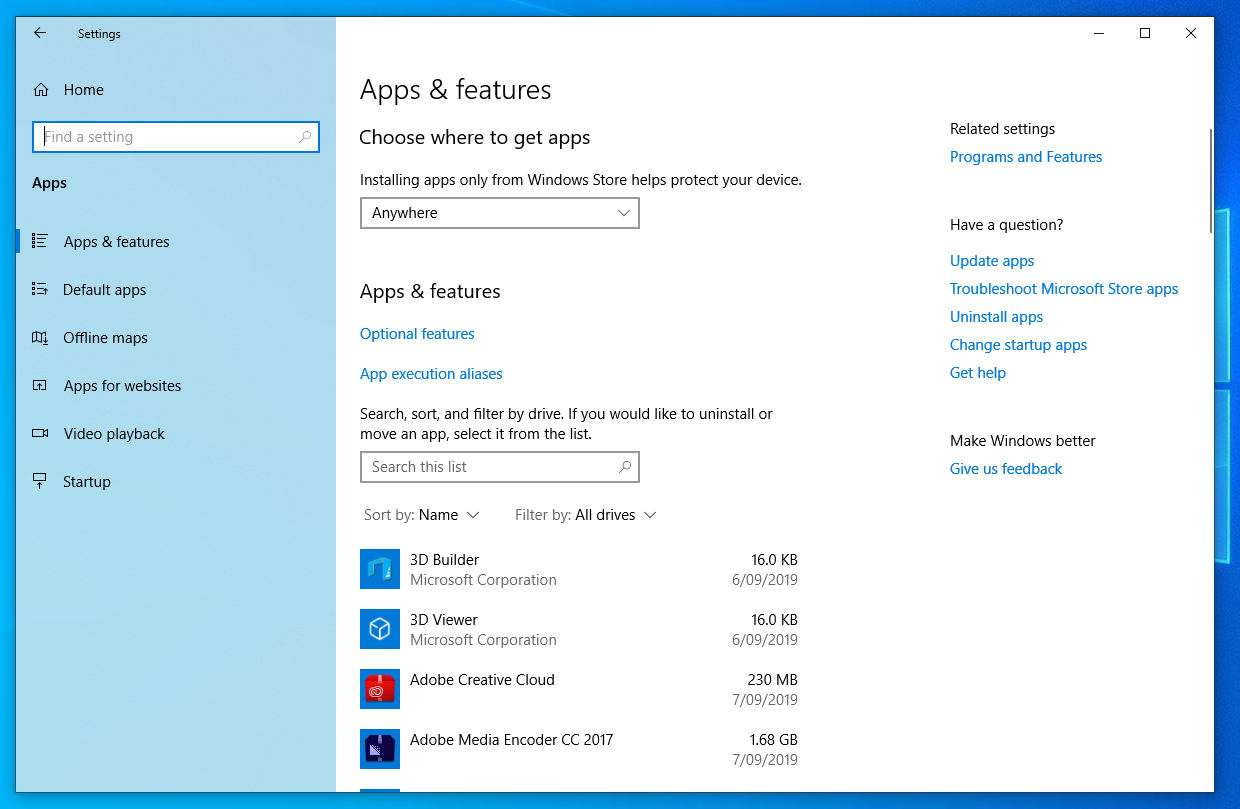 Settings
Home
Find a setting
Apps
Apps & features
Default apps
Offline maps
Apps for websites
Video playback
Startup
Apps & features
Choose where to get apps
Installing apps only from Windows Store helps protect your device.
Anywhere
Apps & features
Optional features
App execution aliases
Search, sort, and filter by drive. If you would like to uninstall or
move an app, select it from the list.
Search this list
Sort by: Name Filter by: All drives
3D Builder 16.0 KB
Microsoft Corporation 6/09/2019
3D Viewer 16.0 KB
Microsoft Corporation 6/09/2019
Adobe Creative Cloud 230 MB
7/09/2019
Adobe Media Encoder CC 2017 1.68 GB
7/09/2019
Related settings
Programs and Features
Have a question?
Update apps
Troubleshoot Microsoft Store apps
Uninstall apps
Change startup apps
Get help
Make Windows better
Give us feedback